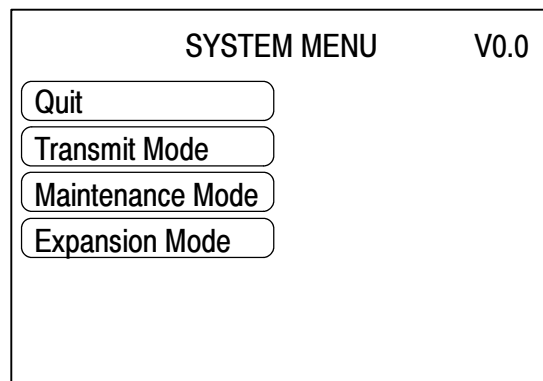 SYSTEM MENU V0.0
Quit
Transmit Mode
Maintenance Mode
Expansion Mode